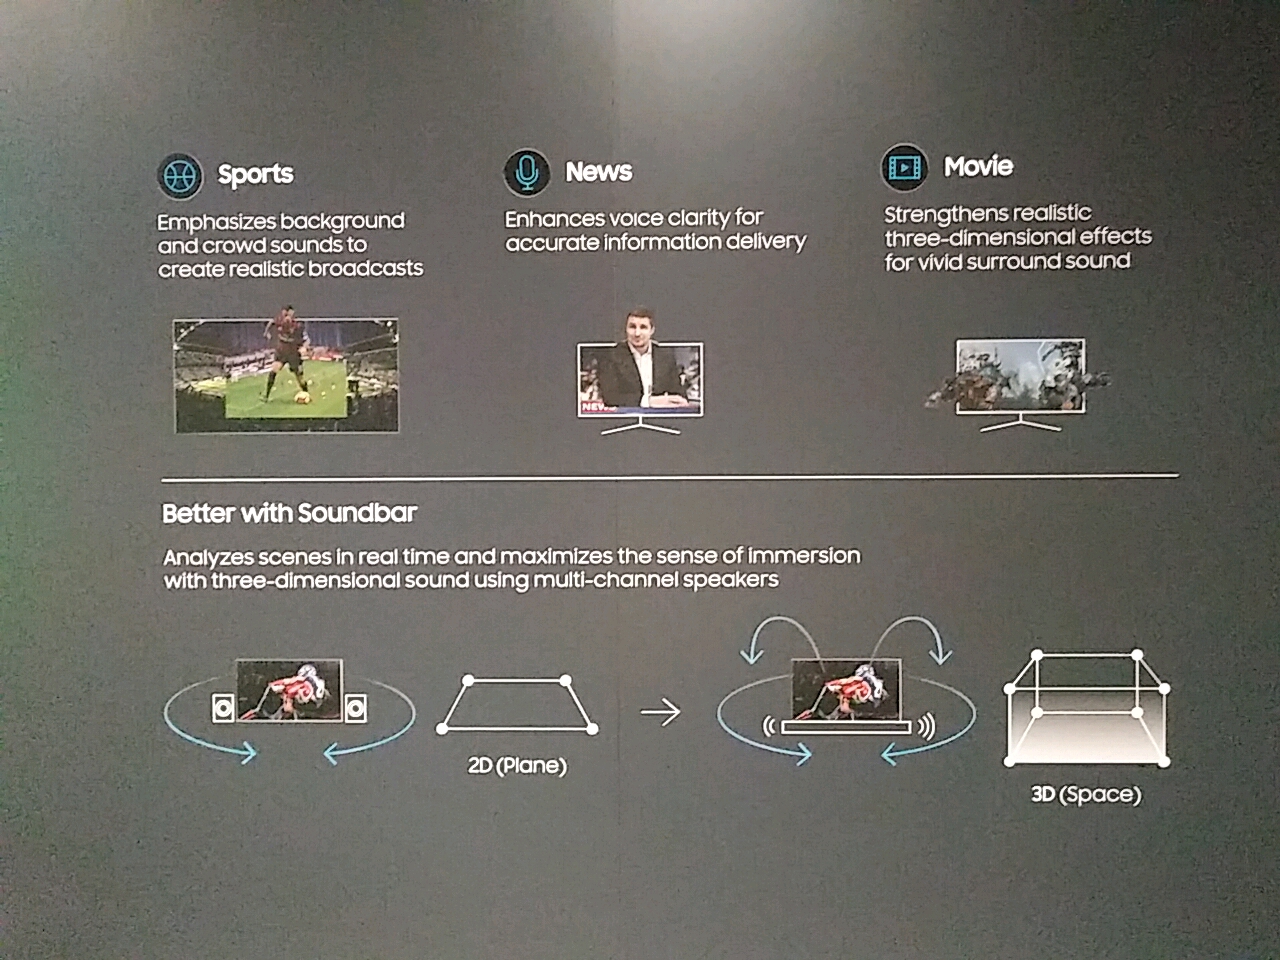 Sports
Emphasizes background
and crowd sounds to
create realistic broadcasts
News
Enhances voice clarity for
accurate information delivery
Movie
Strengthens realistic
three-dimensional effects
for vivid surround sound
NEWS
Better with Soundbar
Analyzes scenes in real time and maximizes the sense of immersion
with three-dimensional sound using multi-channel speakers
2D (Plane)
3D (Space)